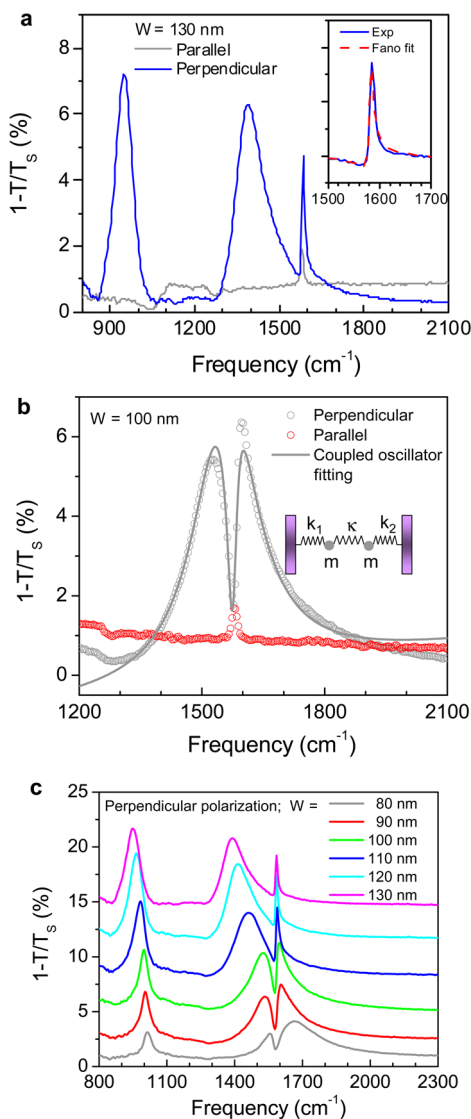 a
W = 130 nm
Parallel
Perpendicular
Exp
Fano fit
1500 1600 1700
8
6
4
2
0
1-T/T_S (%)
900 1200 1500 1800 2100
Frequency (cm⁻¹)
b
W = 100 nm
Perpendicular
Parallel
Coupled oscillator
fitting
k₁ κ k₂
m m
6
4
2
0
1-T/T_S (%)
1200 1500 1800 2100
Frequency (cm⁻¹)
c
Perpendicular polarization; W =
80 nm
90 nm
100 nm
110 nm
120 nm
130 nm
25
20
15
10
5
0
1-T/T_S (%)
800 1100 1400 1700 2000 2300
Frequency (cm⁻¹)